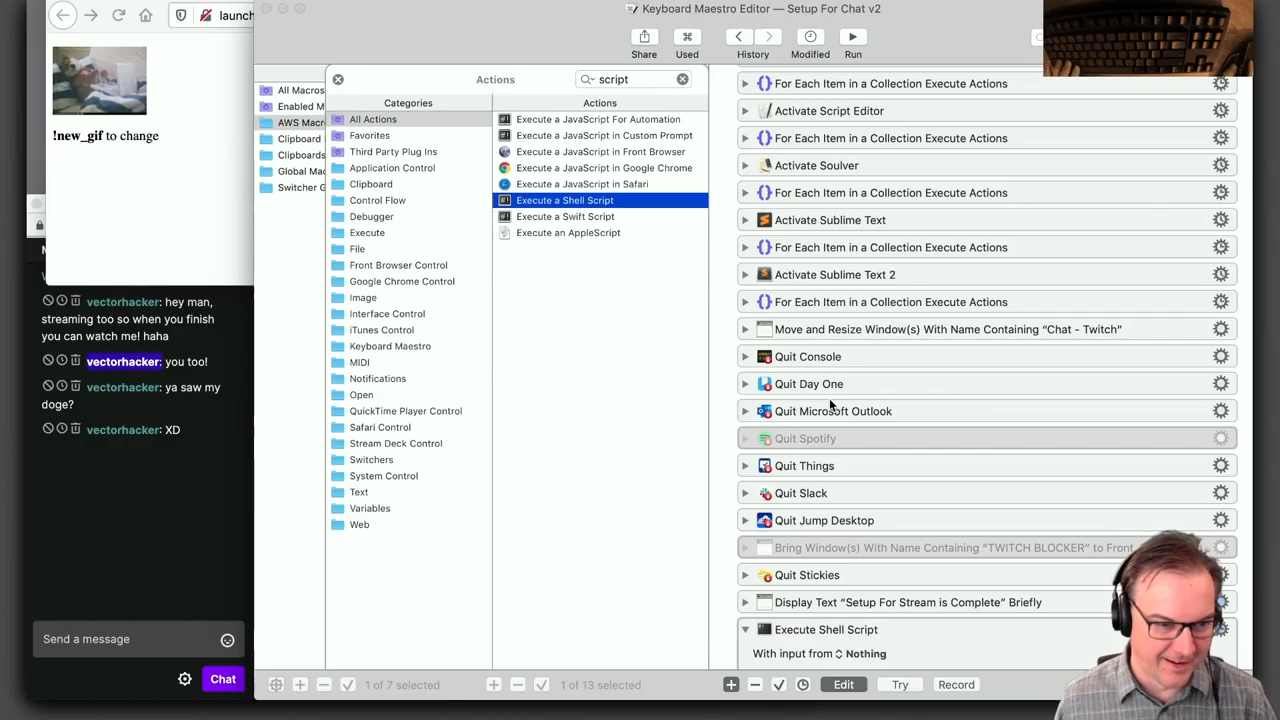 launch
Keyboard Maestro Editor — Setup For Chat v2
Share
Used
History
Modified
Run
!new_gif to change
Actions
script
Categories
Actions
All Macros
Enabled M
AWS Macr
Clipboard
Clipboards
Global Ma
Switcher G
All Actions
Favorites
Third Party Plug Ins
Application Control
Clipboard
Control Flow
Debugger
Execute
File
Front Browser Control
Google Chrome Control
Image
Interface Control
iTunes Control
Keyboard Maestro
MIDI
Notifications
Open
QuickTime Player Control
Safari Control
Stream Deck Control
Switchers
System Control
Text
Variables
Web
Execute a JavaScript For Automation
Execute a JavaScript in Custom Prompt
Execute a JavaScript in Front Browser
Execute a JavaScript in Google Chrome
Execute a JavaScript in Safari
Execute a Shell Script
Execute a Swift Script
Execute an AppleScript
For Each Item in a Collection Execute Actions
Activate Script Editor
For Each Item in a Collection Execute Actions
Activate Soulver
For Each Item in a Collection Execute Actions
Activate Sublime Text
For Each Item in a Collection Execute Actions
Activate Sublime Text 2
For Each Item in a Collection Execute Actions
Move and Resize Window(s) With Name Containing “Chat - Twitch”
Quit Console
Quit Day One
Quit Microsoft Outlook
Quit Spotify
Quit Things
Quit Slack
Quit Jump Desktop
Bring Window(s) With Name Containing “TWITCH BLOCKER” to Front
Quit Stickies
Display Text “Setup For Stream is Complete” Briefly
Execute Shell Script
With input from Nothing
1 of 7 selected
1 of 13 selected
Edit
Try
Record
vectorhacker: hey man,
streaming too so when you finish
you can watch me! haha
vectorhacker: you too!
vectorhacker: ya saw my
doge?
vectorhacker: XD
Send a message
Chat